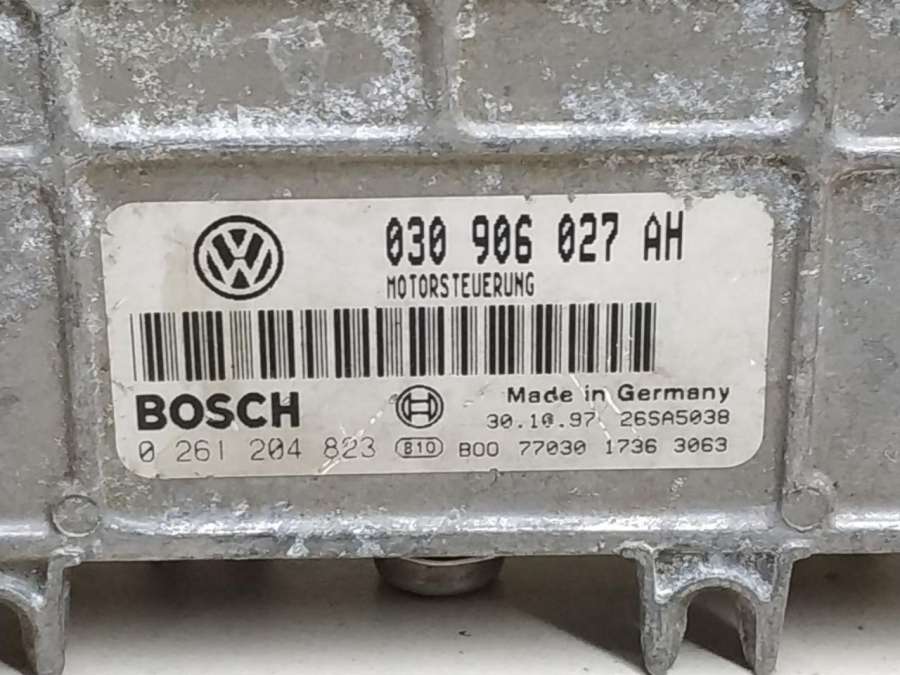 030 906 027 AH
MOTORSTEUERUNG
BOSCH
Made in Germany
30.10.97 26SA5038
0 261 204 823 B10 B00 77030 1736 3063